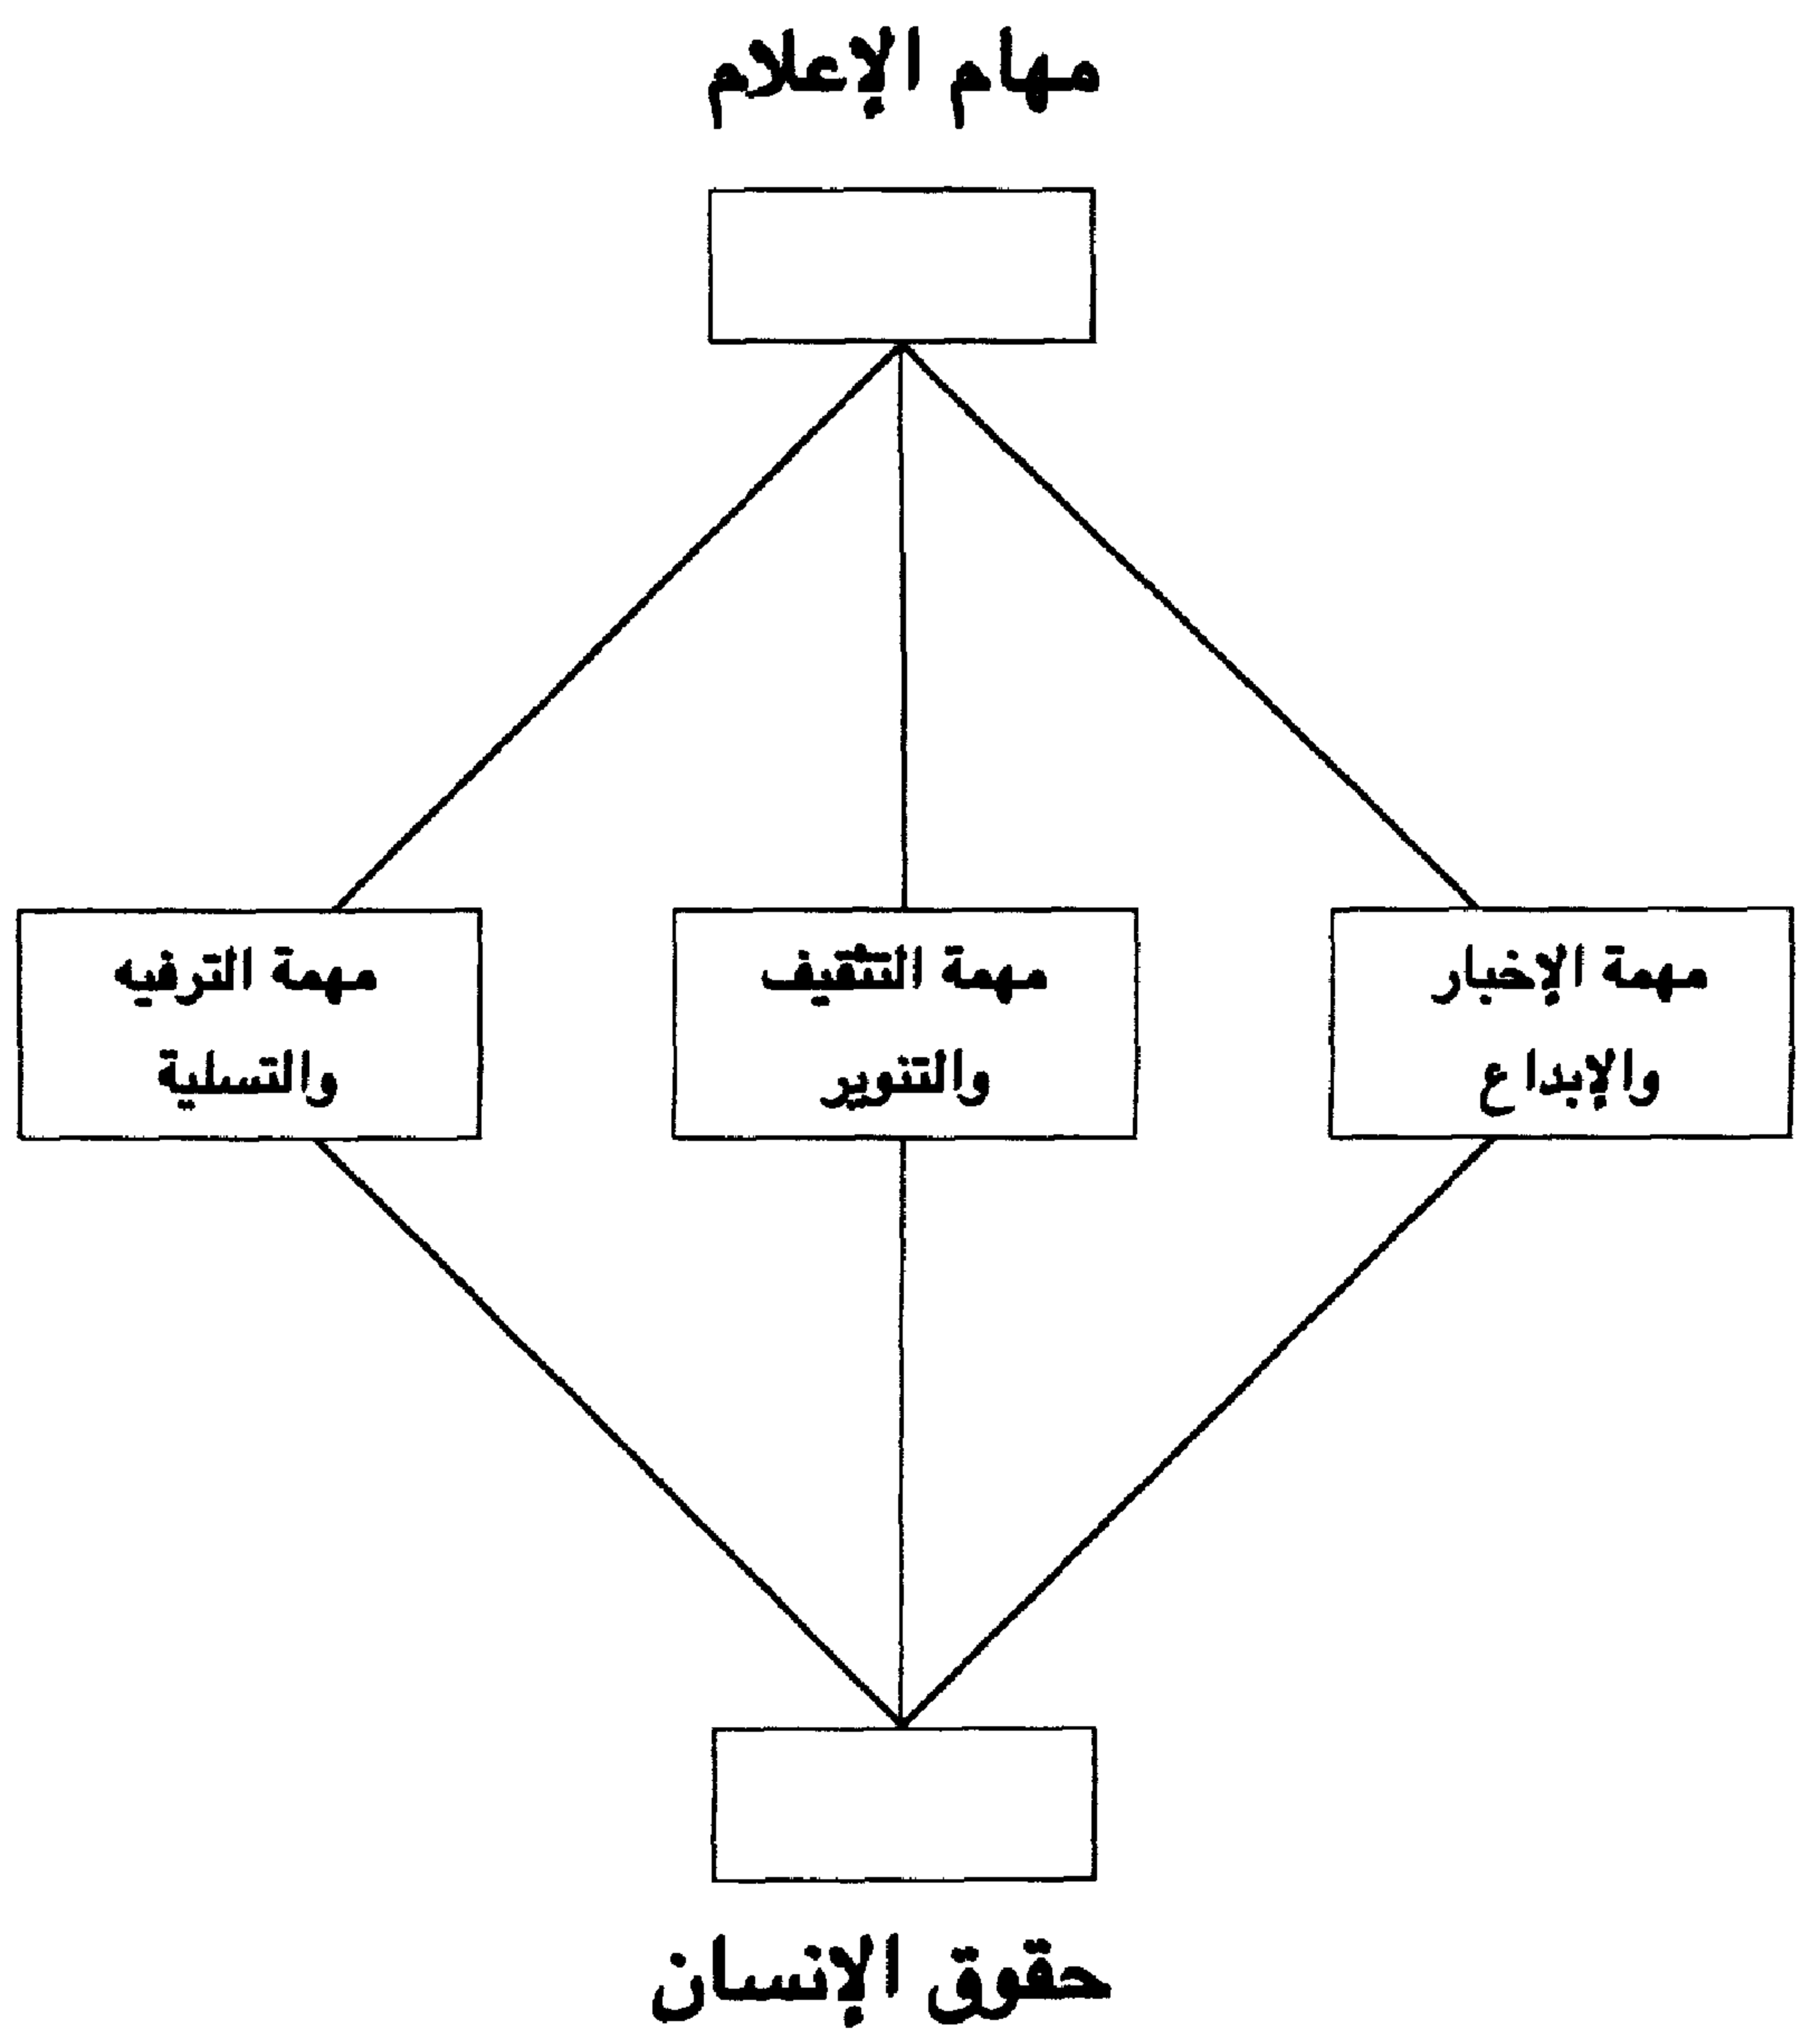 مهام الإعلام
مهمة الإخبار
والإبداع
مهمة التثقيف
والتنوير
مهمة الترفيه
والتسلية
حقوق الإنسان